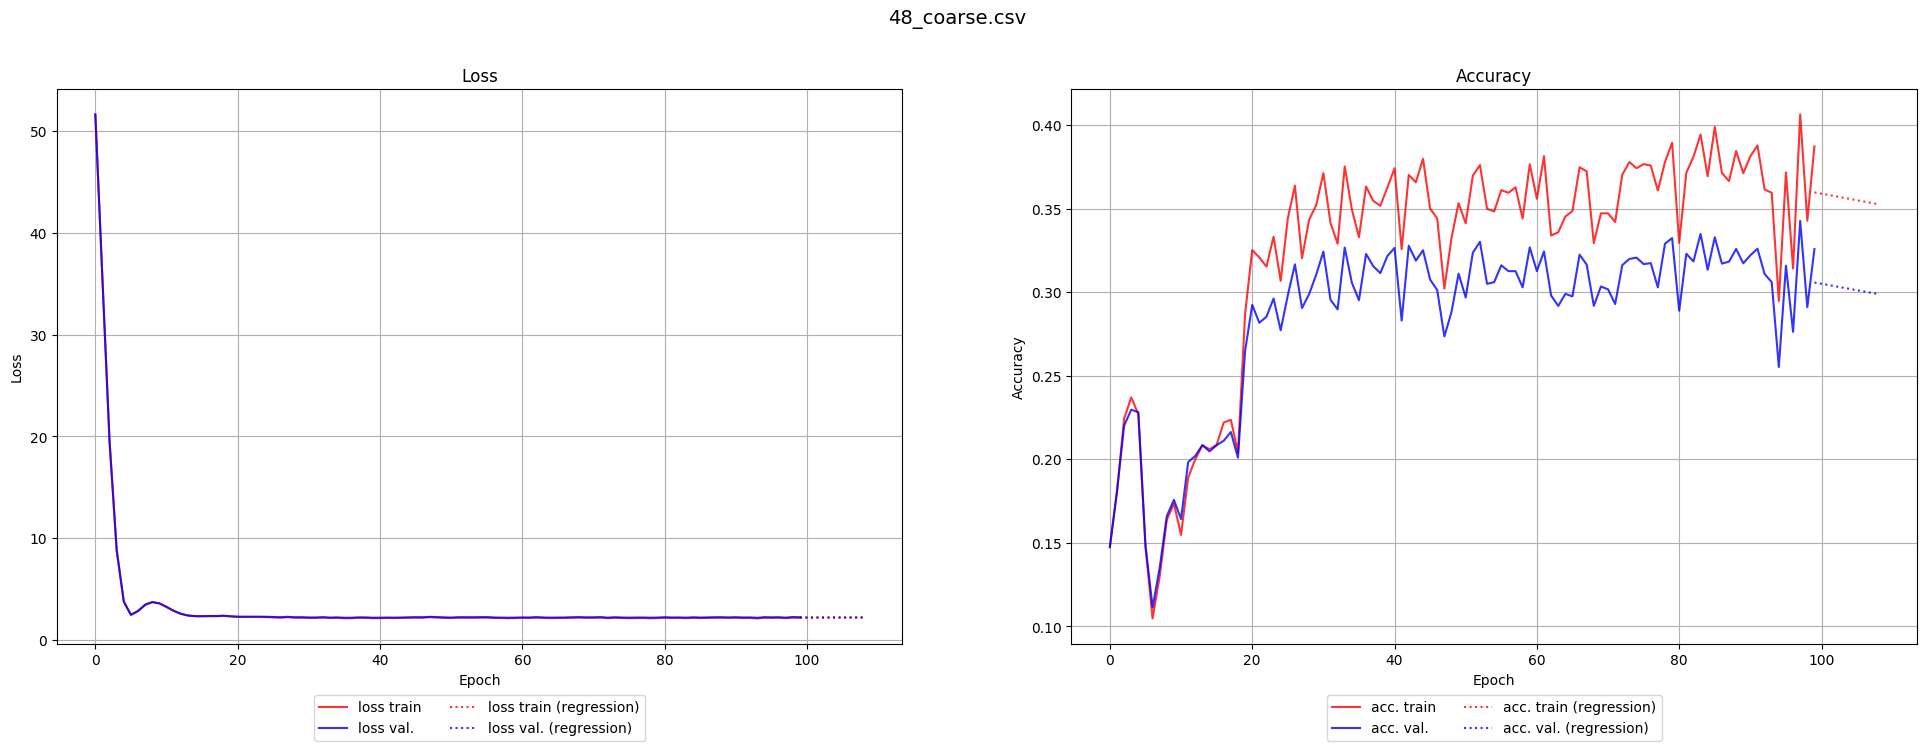 48_coarse.csv
Loss
50
40
30
20
10
0
Loss
0 20 40 60 80 100
Epoch
loss train
loss val.
loss train (regression)
loss val. (regression)
Accuracy
0.40
0.35
0.30
0.25
0.20
0.15
0.10
Accuracy
0 20 40 60 80 100
Epoch
acc. train
acc. val.
acc. train (regression)
acc. val. (regression)